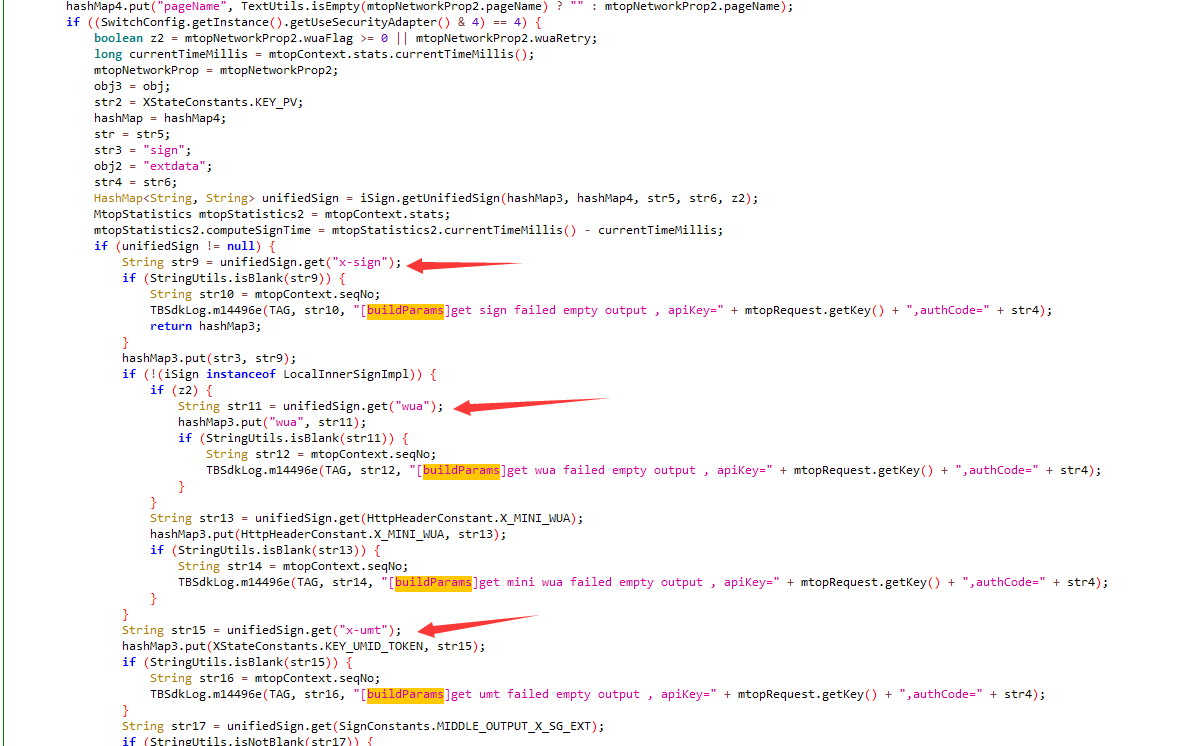 hashMap4.put("pageName", TextUtils.isEmpty(mtopNetworkProp2.pageName) ? "" : mtopNetworkProp2.pageName);
if ((SwitchConfig.getInstance().getUseSecurityAdapter() & 4) == 4) {
boolean z2 = mtopNetworkProp2.wuaFlag >= 0 || mtopNetworkProp2.wuaRetry;
long currentTimeMillis = mtopContext.stats.currentTimeMillis();
mtopNetworkProp = mtopNetworkProp2;
obj3 = obj;
str2 = XStateConstants.KEY_PV;
hashMap = hashMap4;
str = str5;
str3 = "sign";
obj2 = "extdata";
str4 = str6;
HashMap<String, String> unifiedSign = iSign.getUnifiedSign(hashMap3, hashMap4, str5, str6, z2);
MtopStatistics mtopStatistics2 = mtopContext.stats;
mtopStatistics2.computeSignTime = mtopStatistics2.currentTimeMillis() - currentTimeMillis;
if (unifiedSign != null) {
String str9 = unifiedSign.get("x-sign");
if (StringUtils.isBlank(str9)) {
String str10 = mtopContext.seqNo;
TBSdkLog.m14496e(TAG, str10, "[buildParams]get sign failed empty output , apiKey=" + mtopRequest.getKey() + ",authCode=" + str4);
return hashMap3;
}
hashMap3.put(str3, str9);
if (!(iSign instanceof LocalInnerSignImpl)) {
if (z2) {
String str11 = unifiedSign.get("wua");
hashMap3.put("wua", str11);
if (StringUtils.isBlank(str11)) {
String str12 = mtopContext.seqNo;
TBSdkLog.m14496e(TAG, str12, "[buildParams]get wua failed empty output , apiKey=" + mtopRequest.getKey() + ",authCode=" + str4);
}
}
String str13 = unifiedSign.get(HttpHeaderConstant.X_MINI_WUA);
hashMap3.put(HttpHeaderConstant.X_MINI_WUA, str13);
if (StringUtils.isBlank(str13)) {
String str14 = mtopContext.seqNo;
TBSdkLog.m14496e(TAG, str14, "[buildParams]get mini wua failed empty output , apiKey=" + mtopRequest.getKey() + ",authCode=" + str4);
}
}
String str15 = unifiedSign.get("x-umt");
hashMap3.put(XStateConstants.KEY_UMID_TOKEN, str15);
if (StringUtils.isBlank(str15)) {
String str16 = mtopContext.seqNo;
TBSdkLog.m14496e(TAG, str16, "[buildParams]get umt failed empty output , apiKey=" + mtopRequest.getKey() + ",authCode=" + str4);
}
String str17 = unifiedSign.get(SignConstants.MIDDLE_OUTPUT_X_SG_EXT);
if (StringUtils.isNotBlank(str17)) {